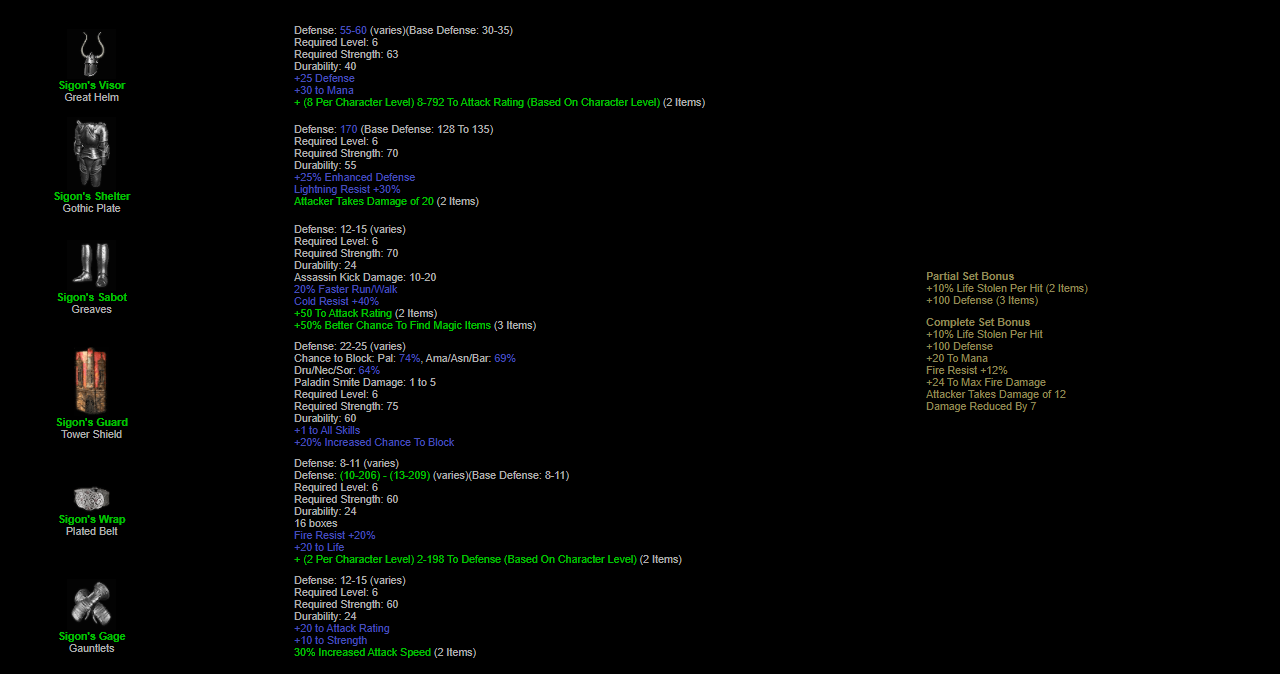 Sigon's Visor
Great Helm
Defense: 55-60 (varies)(Base Defense: 30-35)
Required Level: 6
Required Strength: 63
Durability: 40
+25 Defense
+30 to Mana
+ (8 Per Character Level) 8-792 To Attack Rating (Based On Character Level) (2 Items)
Sigon's Shelter
Gothic Plate
Defense: 170 (Base Defense: 128 To 135)
Required Level: 6
Required Strength: 70
Durability: 55
+25% Enhanced Defense
Lightning Resist +30%
Attacker Takes Damage of 20 (2 Items)
Sigon's Sabot
Greaves
Defense: 12-15 (varies)
Required Level: 6
Required Strength: 70
Durability: 24
Assassin Kick Damage: 10-20
20% Faster Run/Walk
Cold Resist +40%
+50 To Attack Rating (2 Items)
+50% Better Chance To Find Magic Items (3 Items)
Sigon's Guard
Tower Shield
Defense: 22-25 (varies)
Chance to Block: Pal: 74%, Ama/Asn/Bar: 69%
Dru/Nec/Sor: 64%
Paladin Smite Damage: 1 to 5
Required Level: 6
Required Strength: 75
Durability: 60
+1 to All Skills
+20% Increased Chance To Block
Sigon's Wrap
Plated Belt
Defense: 8-11 (varies)
Defense: (10-206) - (13-209) (varies)(Base Defense: 8-11)
Required Level: 6
Required Strength: 60
Durability: 24
16 boxes
Fire Resist +20%
+20 to Life
+ (2 Per Character Level) 2-198 To Defense (Based On Character Level) (2 Items)
Sigon's Gage
Gauntlets
Defense: 12-15 (varies)
Required Level: 6
Required Strength: 60
Durability: 24
+20 to Attack Rating
+10 to Strength
30% Increased Attack Speed (2 Items)
Partial Set Bonus
+10% Life Stolen Per Hit (2 Items)
+100 Defense (3 Items)
Complete Set Bonus
+10% Life Stolen Per Hit
+100 Defense
+20 To Mana
Fire Resist +12%
+24 To Max Fire Damage
Attacker Takes Damage of 12
Damage Reduced By 7